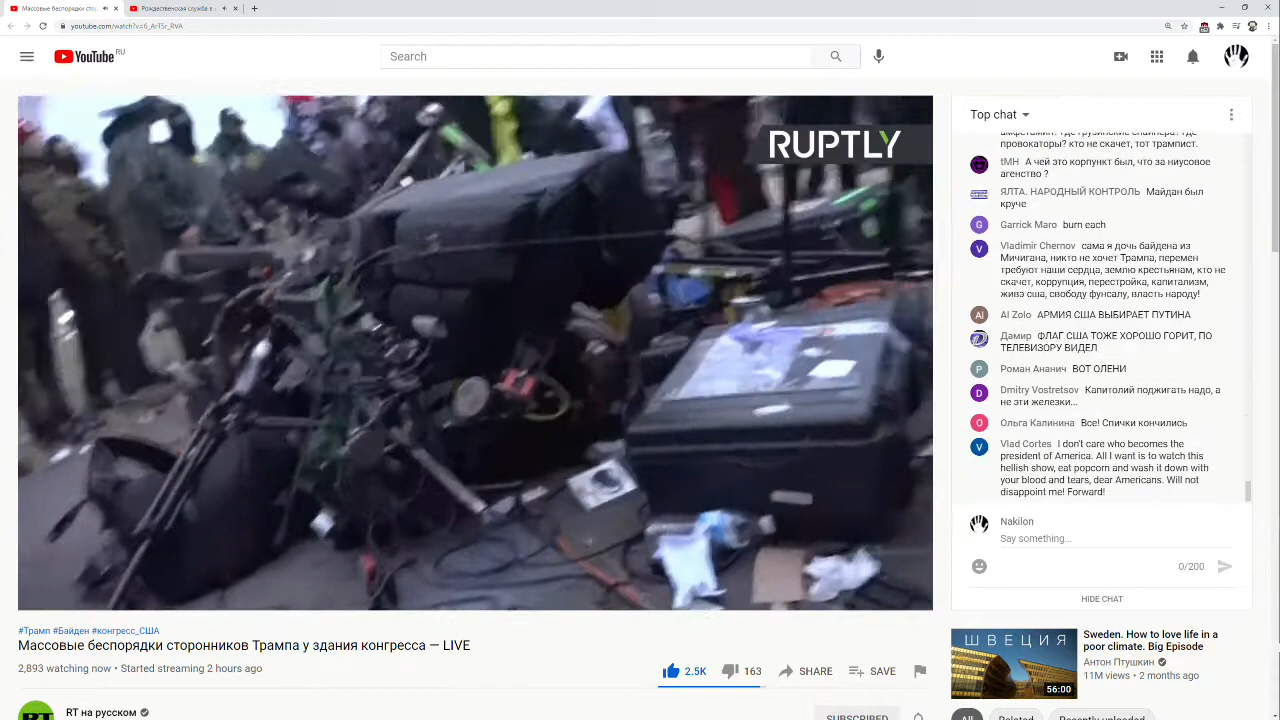 Массовые беспорядки сто
Рождественская служба в
youtube.com/watch?v=6_ArT5r_RVA
YouTube RU
Search
RUPTLY
Top chat
провокаторы? кто не скачет, тот трампист.
tMH А чей это корпункт был, что за ниусовое
агенство ?
ЯЛТА. НАРОДНЫЙ КОНТРОЛЬ Майдан был
круче
Garrick Maro burn each
Vladimir Chernov сама я дочь байдена из
Мичигана, никто не хочет Трампа, перемен
требуют наши сердца, землю крестьянам, кто не
скачет, коррупция, перестройка, капитализм,
живэ сша, свободу фунсалу, власть народу!
Al Zolo АРМИЯ США ВЫБИРАЕТ ПУТИНА
Дамир ФЛАГ США ТОЖЕ ХОРОШО ГОРИТ, ПО
ТЕЛЕВИЗОРУ ВИДЕЛ
Роман Ананич ВОТ ОЛЕНИ
Dmitry Vostretsov Капитолий поджигать надо, а
не эти железки...
Ольга Калинина Все! Спички кончились
Vlad Cortes I don't care who becomes the
president of America. All I want is to watch this
hellish show, eat popcorn and wash it down with
your blood and tears, dear Americans. Will not
disappoint me! Forward!
Nakilon
Say something...
0/200
HIDE CHAT
#Трамп #Байден #конгресс_США
Массовые беспорядки сторонников Трампа у здания конгресса — LIVE
2,893 watching now • Started streaming 2 hours ago
2.5K 163 SHARE SAVE
RT на русском
SUBSCRIBED
ШВЕЦИЯ
56:00
Sweden. How to love life in a
poor climate. Big Episode
Антон Птушкин
11M views • 2 months ago
All Related Recently uploaded